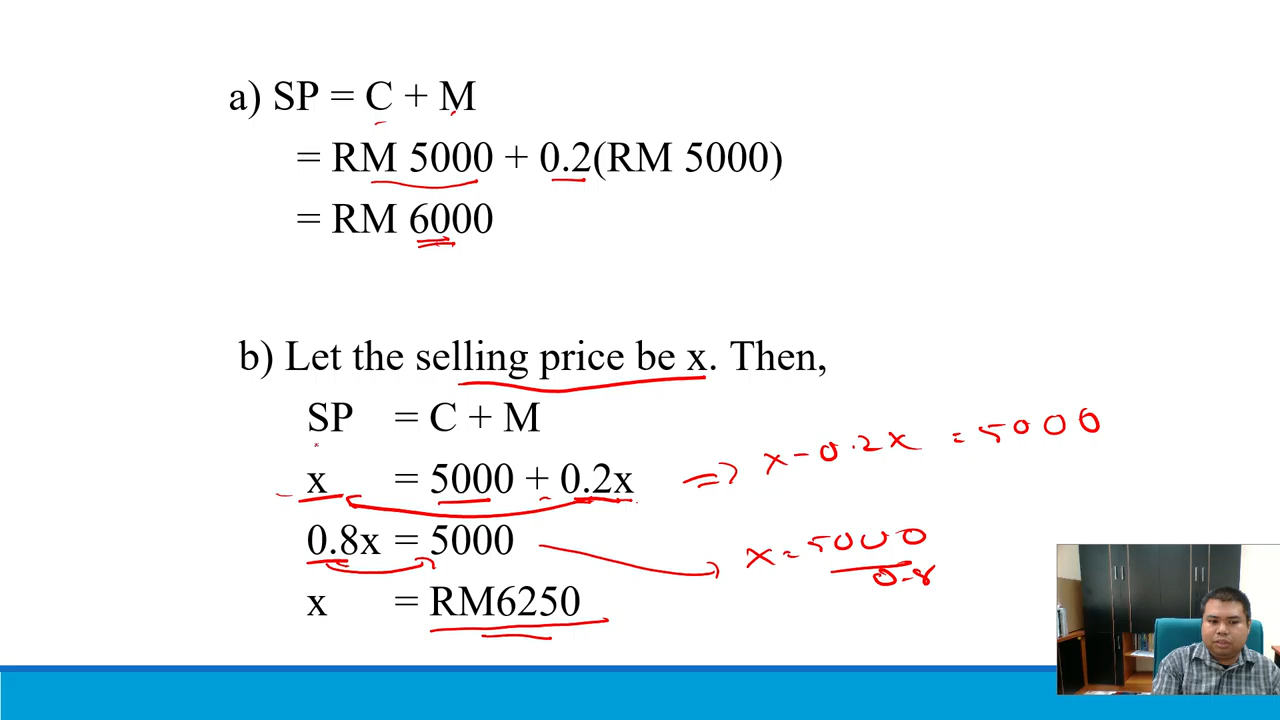 a) SP = C + M
= RM 5000 + 0.2(RM 5000)
= RM 6000
b) Let the selling price be x. Then,
SP = C + M
x = 5000 + 0.2x
=> x - 0.2x = 5000
0.8x = 5000
x = 5000
0.8
x = RM6250